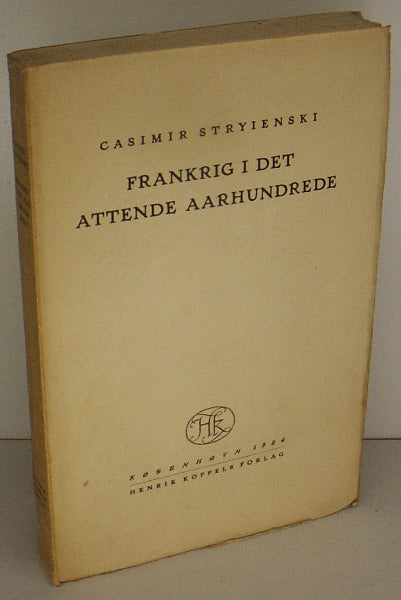 CASIMIR STRYIENSKI
FRANKRIG I DET
ATTENDE AARHUNDREDE
HK
KØBENHAVN 1924
HENRIK KOPPELS FORLAG